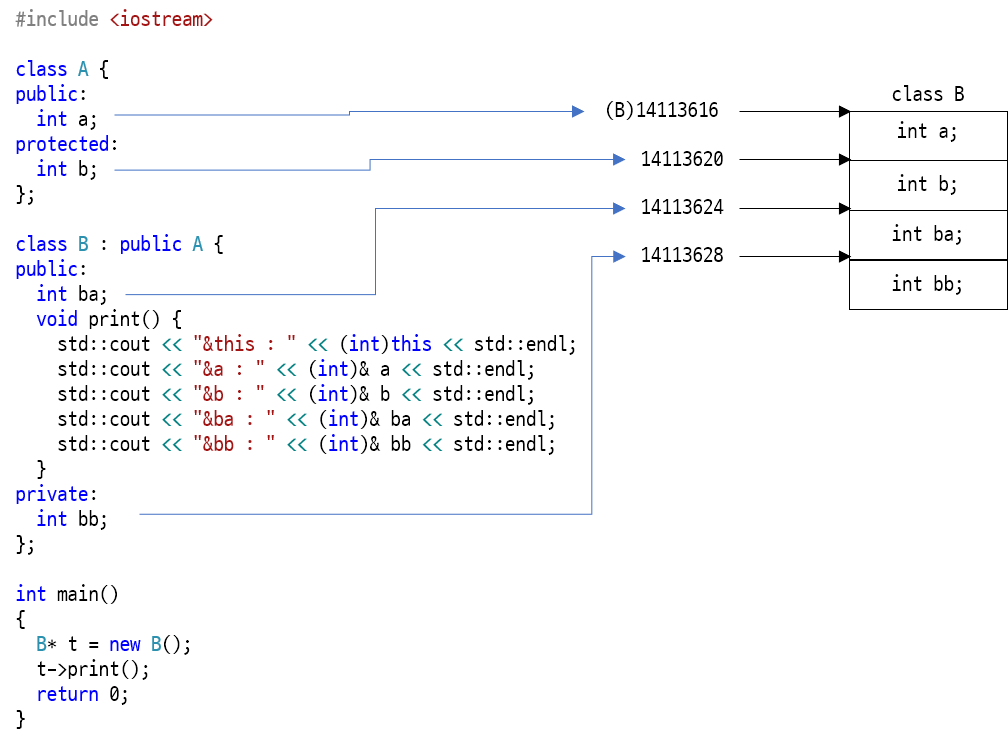 #include <iostream>
class A {
public:
int a;
protected:
int b;
};
class B : public A {
public:
int ba;
void print() {
std::cout << "&this : " << (int)this << std::endl;
std::cout << "&a : " << (int)& a << std::endl;
std::cout << "&b : " << (int)& b << std::endl;
std::cout << "&ba : " << (int)& ba << std::endl;
std::cout << "&bb : " << (int)& bb << std::endl;
}
private:
int bb;
};
int main()
{
B* t = new B();
t->print();
return 0;
}
(B)14113616
14113620
14113624
14113628
class B
int a;
int b;
int ba;
int bb;